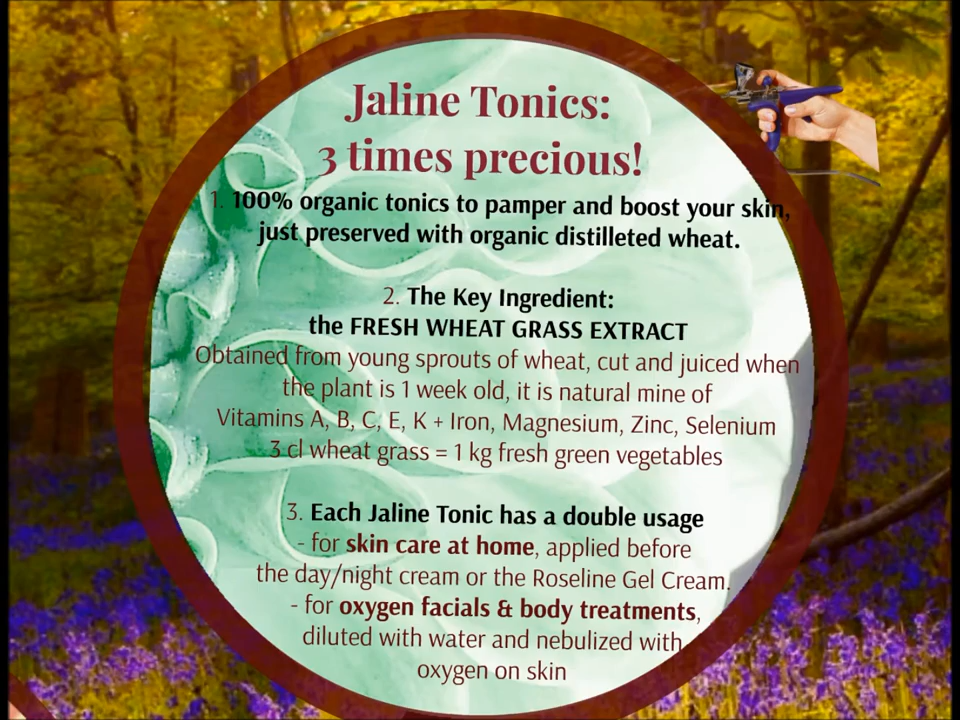 Jaline Tonics:
3 times precious!
1. 100% organic tonics to pamper and boost your skin,
just preserved with organic distilleted wheat.
2. The Key Ingredient:
the FRESH WHEAT GRASS EXTRACT
Obtained from young sprouts of wheat, cut and juiced when
the plant is 1 week old, it is natural mine of
Vitamins A, B, C, E, K + Iron, Magnesium, Zinc, Selenium
3 cl wheat grass = 1 kg fresh green vegetables
3. Each Jaline Tonic has a double usage
- for skin care at home, applied before
the day/night cream or the Roseline Gel Cream.
- for oxygen facials & body treatments,
diluted with water and nebulized with
oxygen on skin